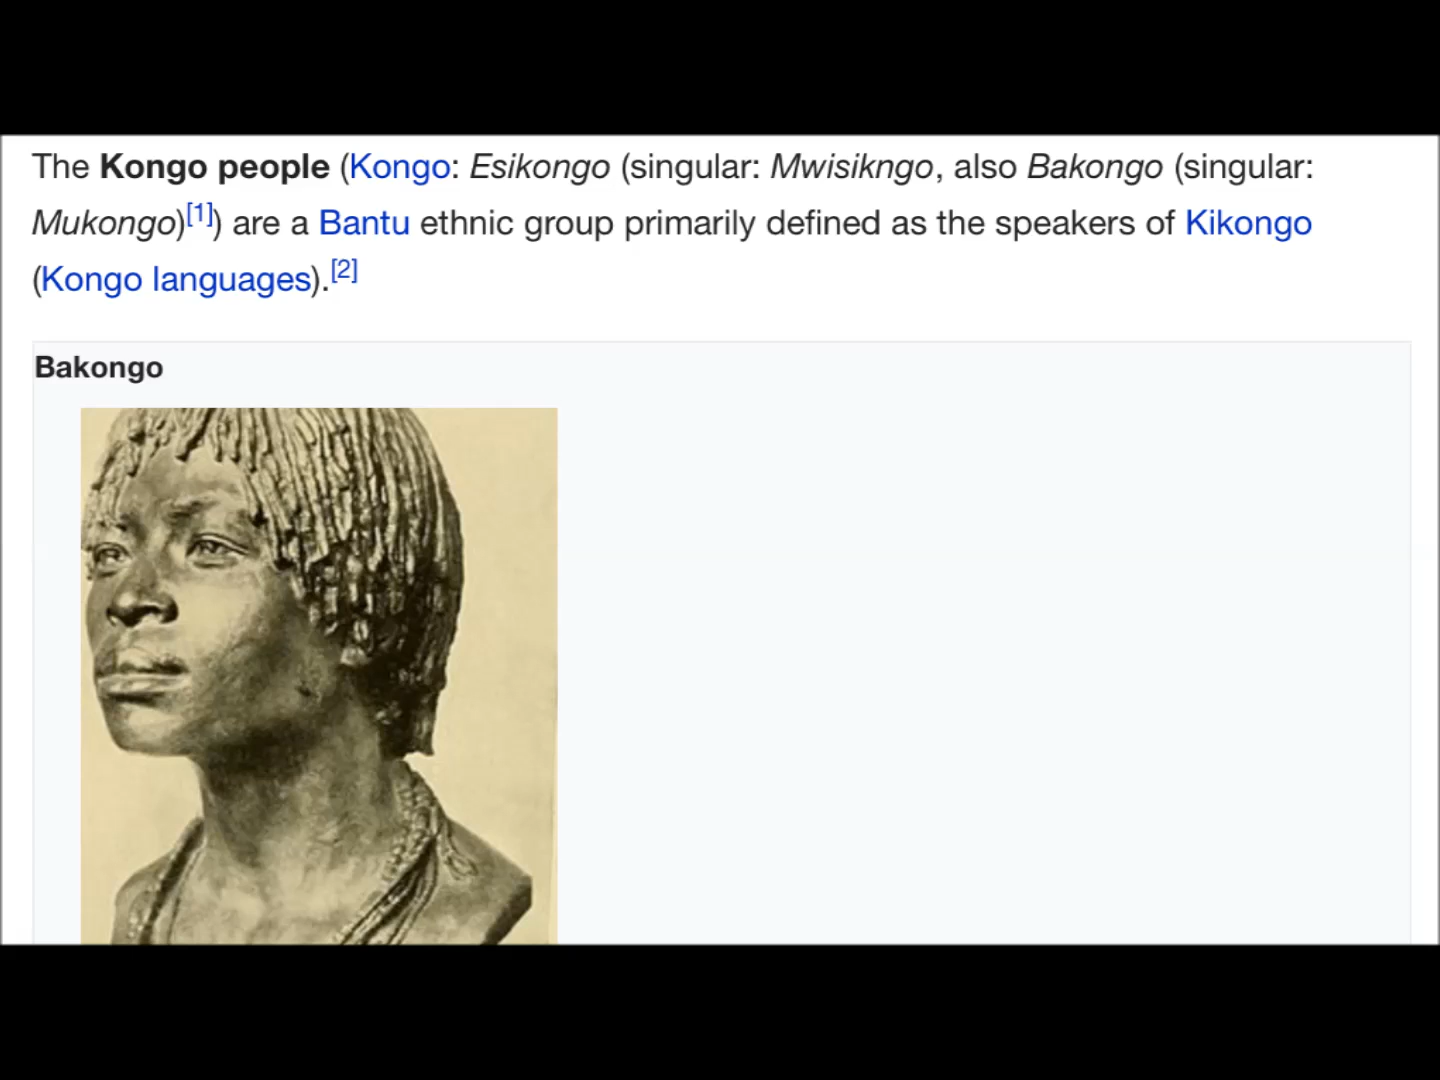 The Kongo people (Kongo: Esikongo (singular: Mwisikngo, also Bakongo (singular:
Mukongo)[1]) are a Bantu ethnic group primarily defined as the speakers of Kikongo
(Kongo languages).[2]
Bakongo